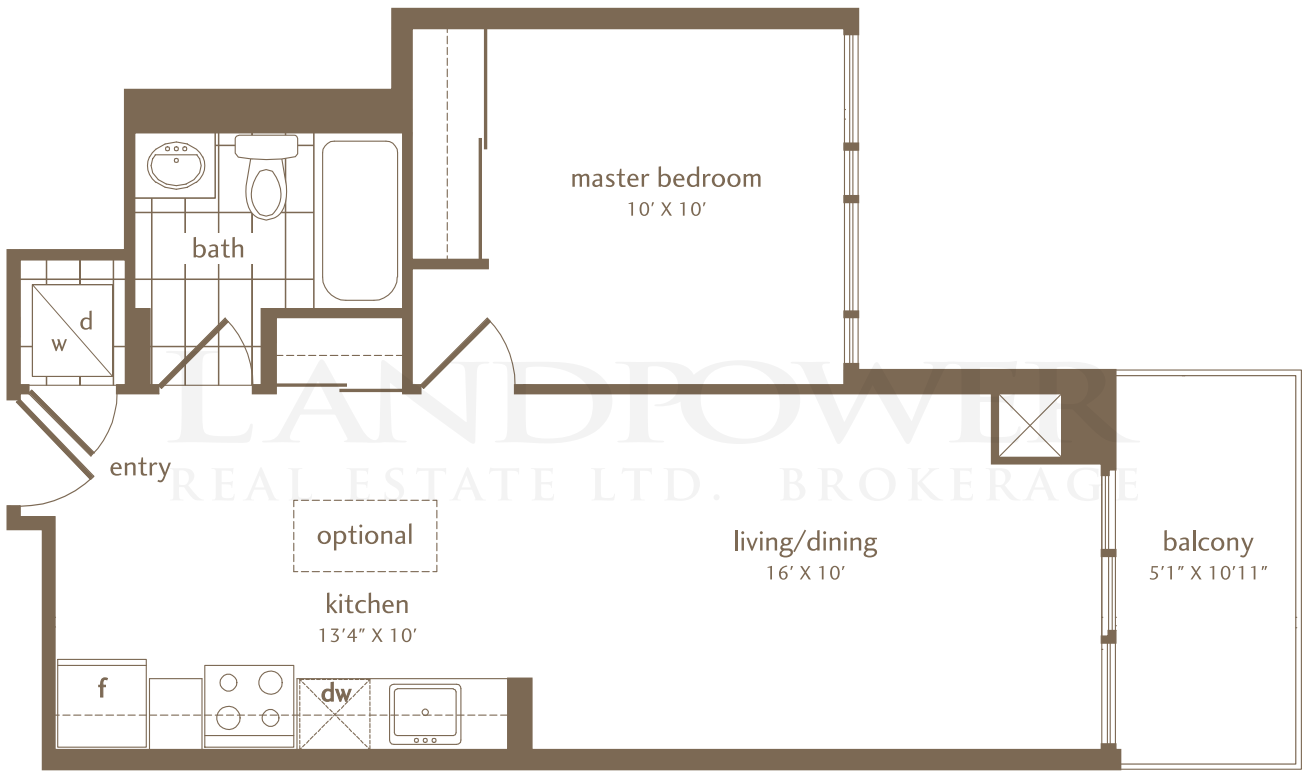 master bedroom
10’ X 10’
bath
d
w
LANDPOWER
entry
REAL ESTATE LTD. BROKERAGE
optional
living/dining
16’ X 10’
balcony
5’1” X 10’11”
kitchen
13’4” X 10’
f
dw